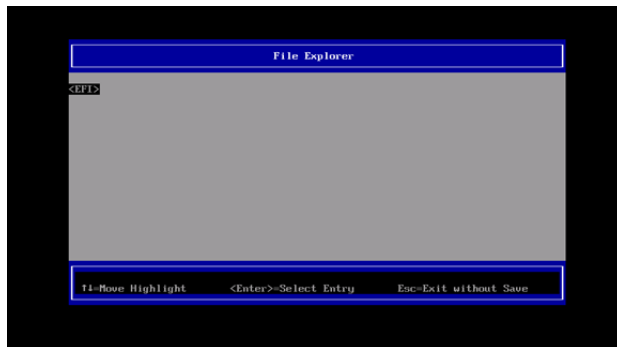 File Explorer
<EFI>
↑↓=Move Highlight <Enter>=Select Entry Esc=Exit without Save